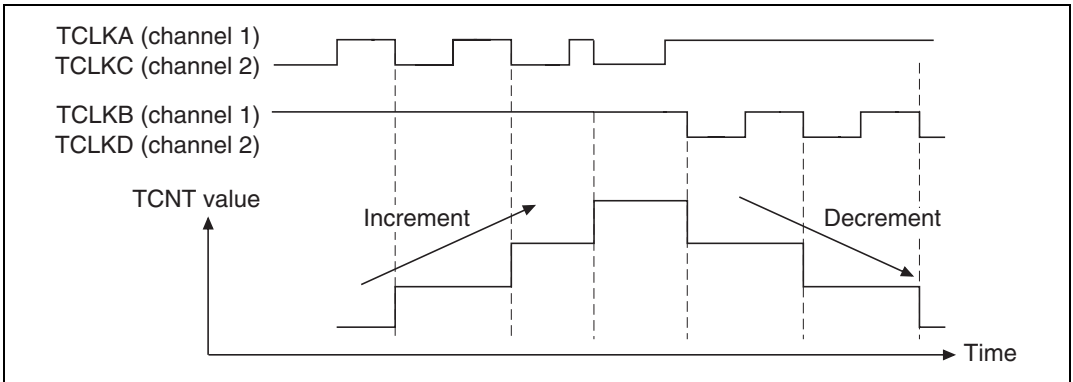 TCLKA (channel 1)
TCLKC (channel 2)
TCLKB (channel 1)
TCLKD (channel 2)
TCNT value
Increment
Decrement
Time